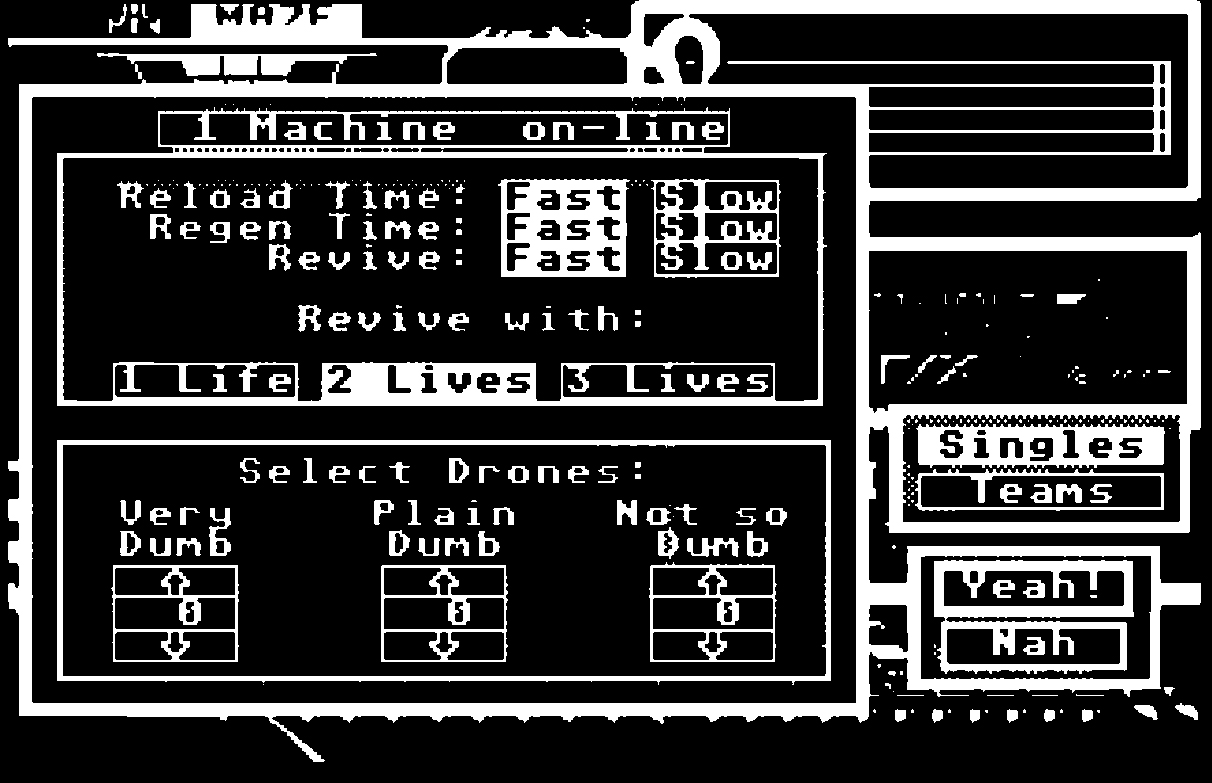 MAZE
1 Machine on-line
Reload Time: Fast Slow
Regen Time: Fast Slow
Revive: Fast Slow
Revive with:
1 Life 2 Lives 3 Lives
Select Drones:
Very Plain Not so
Dumb Dumb Dumb
0 0 0
Singles
Teams
Yeah!
Nah